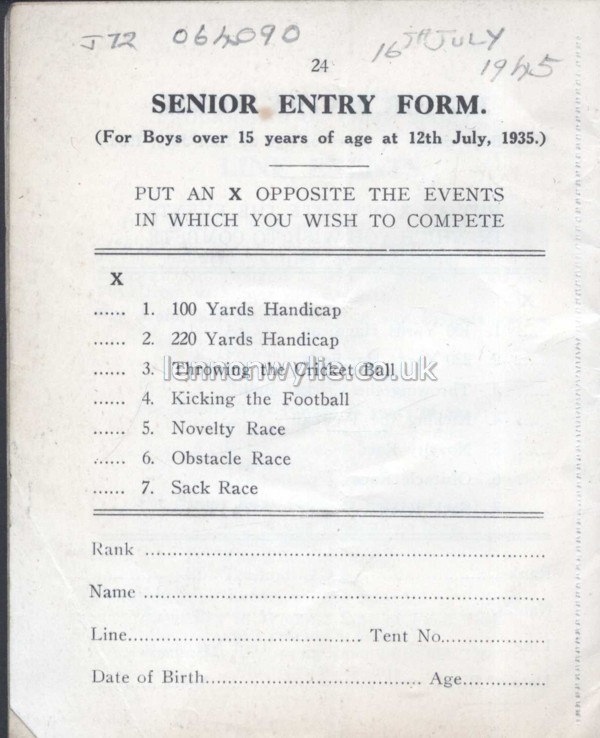 J72 064090 16TH JULY
1945
24
SENIOR ENTRY FORM.
(For Boys over 15 years of age at 12th July, 1935.)
PUT AN X OPPOSITE THE EVENTS
IN WHICH YOU WISH TO COMPETE
X
...... 1. 100 Yards Handicap
...... 2. 220 Yards Handicap
...... 3. Throwing the Cricket Ball
lennonwylie.co.uk
...... 4. Kicking the Football
...... 5. Novelty Race
...... 6. Obstacle Race
...... 7. Sack Race
Rank ..........
Name ..........
Line.......... Tent No..........
Date of Birth.......... Age..........